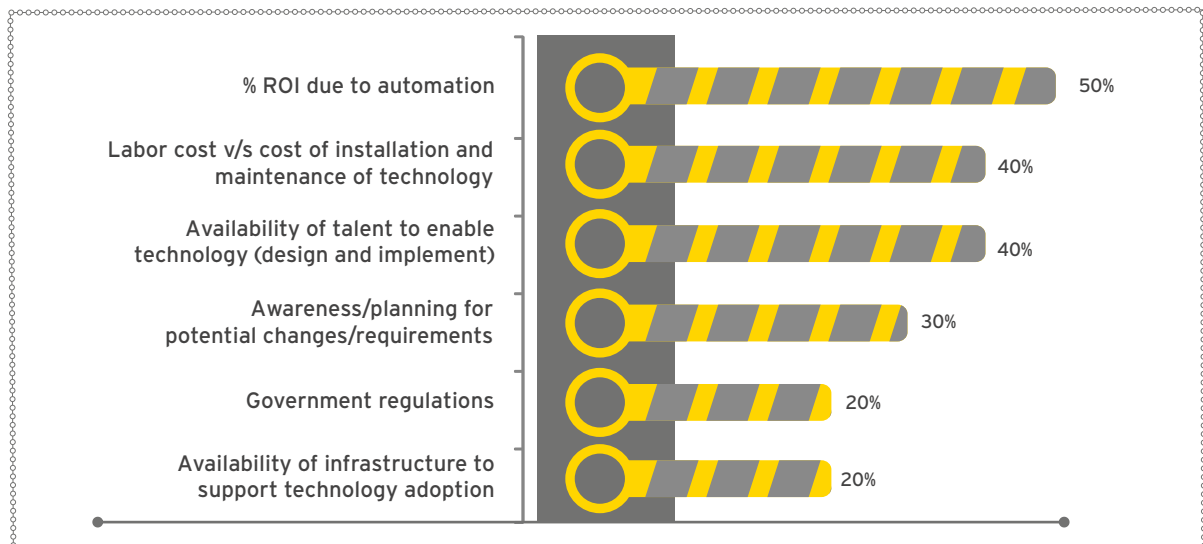 % ROI due to automation
50%
Labor cost v/s cost of installation and
maintenance of technology
40%
Availability of talent to enable
technology (design and implement)
40%
Awareness/planning for
potential changes/requirements
30%
Government regulations
20%
Availability of infrastructure to
support technology adoption
20%